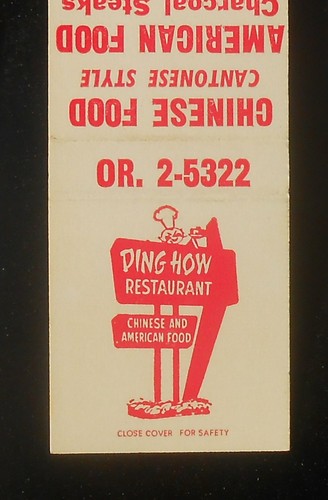 Charcoal Steaks
AMERICAN FOOD
CANTONESE STYLE
CHINESE FOOD
OR. 2-5322
DING HOW
RESTAURANT
CHINESE AND
AMERICAN FOOD
CLOSE COVER FOR SAFETY